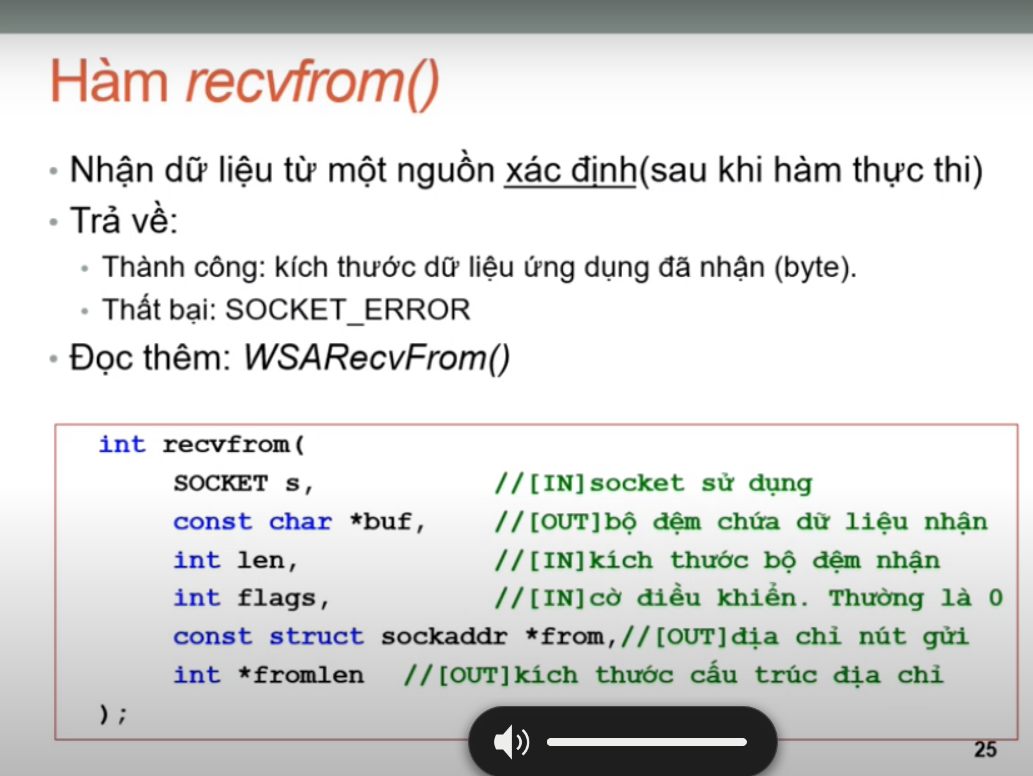 Hàm recvfrom()
• Nhận dữ liệu từ một nguồn xác định(sau khi hàm thực thi)
• Trả về:
• Thành công: kích thước dữ liệu ứng dụng đã nhận (byte).
• Thất bại: SOCKET_ERROR
• Đọc thêm: WSARecvFrom()
int recvfrom(
SOCKET s, //[IN]socket sử dụng
const char *buf, //[OUT]bộ đệm chứa dữ liệu nhận
int len, //[IN]kích thước bộ đệm nhận
int flags, //[IN]cờ điều khiển. Thường là 0
const struct sockaddr *from,//[OUT]địa chỉ nút gửi
int *fromlen //[OUT]kích thước cấu trúc địa chỉ
);
25